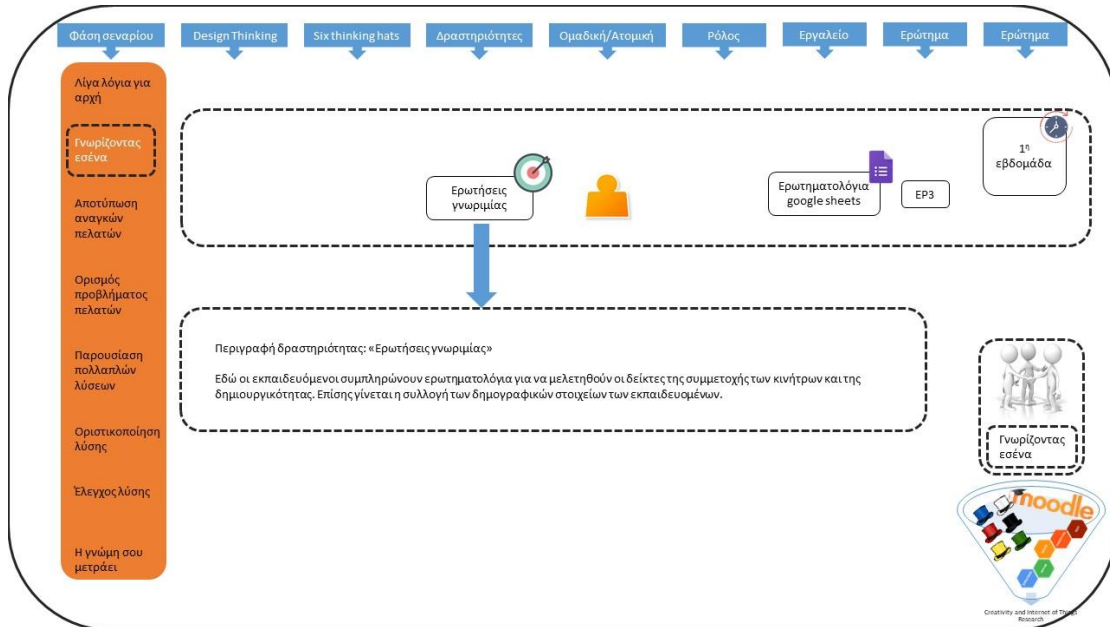 Φάση σεναρίου
Design Thinking
Six thinking hats
Δραστηριότητες
Ομαδική/Ατομική
Ρόλος
Εργαλείο
Ερώτημα
Ερώτημα
Λίγα λόγια για
αρχή
Γνωρίζοντας
εσένα
Αποτύπωση
αναγκών
πελατών
Ορισμός
προβλήματος
πελατών
Παρουσίαση
πολλαπλών
λύσεων
Οριστικοποίηση
λύσης
Έλεγχος λύσης
Η γνώμη σου
μετράει
Ερωτήσεις
γνωριμίας
Ερωτηματολόγια
google sheets
ΕΡ3
1η
εβδομάδα
Περιγραφή δραστηριότητας: «Ερωτήσεις γνωριμίας»
Εδώ οι εκπαιδευόμενοι συμπληρώνουν ερωτηματολόγια για να μελετηθούν οι δείκτες της συμμετοχής των κινήτρων και της
δημιουργικότητας. Επίσης γίνεται η συλλογή των δημογραφικών στοιχείων των εκπαιδευομένων.
Γνωρίζοντας
εσένα
moodle
Creativity and Internet of Things
Research